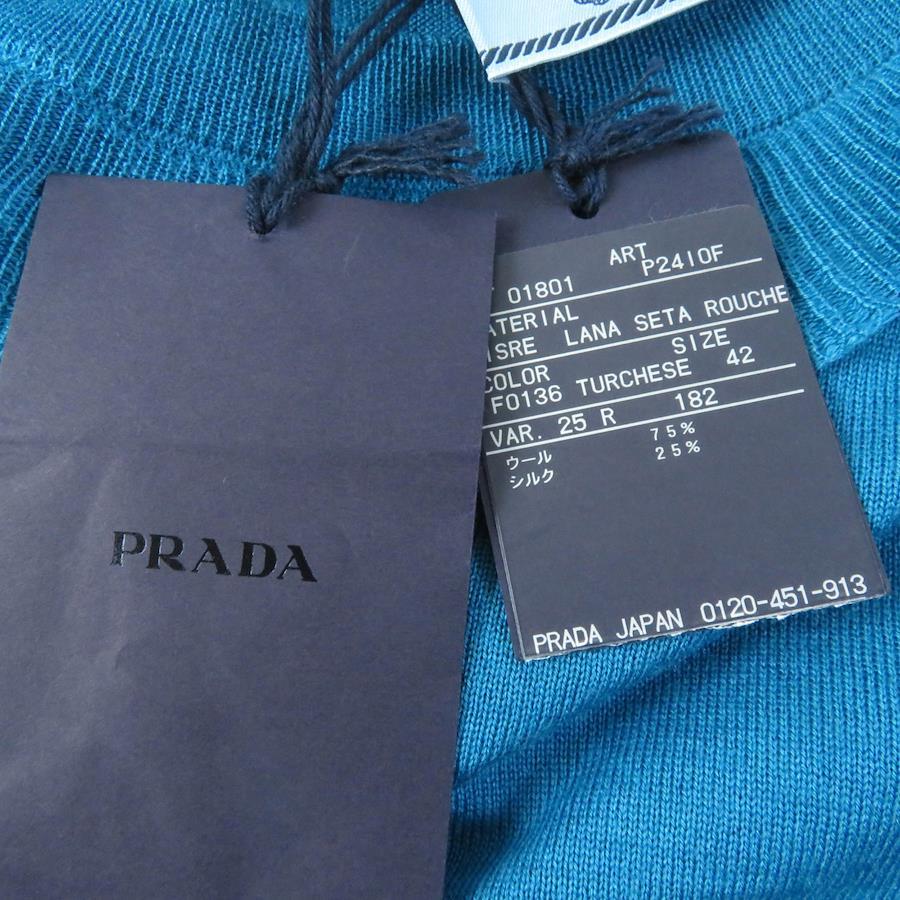 PRADA
ART
01801 P24I0F
ATERIAL
ISRE LANA SETA ROUCHE
COLOR SIZE
F0136 TURCHESE 42
VAR. 25 R 182
ウール 75%
シルク 25%
PRADA JAPAN 0120-451-913